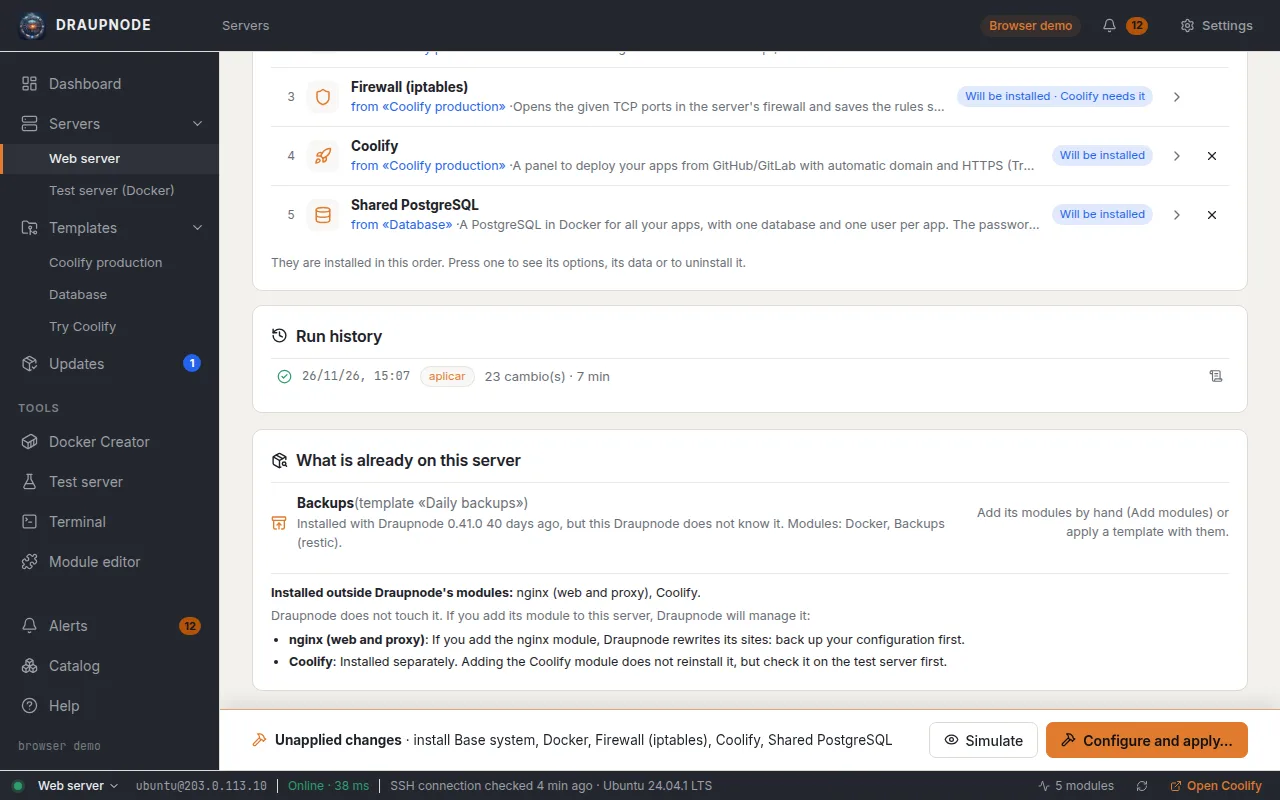 DRAUPNODE
Servers
Browser demo
12
Settings
Dashboard
Servers
Web server
Test server (Docker)
Templates
Coolify production
Database
Try Coolify
Updates
1
TOOLS
Docker Creator
Test server
Terminal
Module editor
Alerts
12
Catalog
Help
browser demo
3
Firewall (iptables)
from «Coolify production» ·Opens the given TCP ports in the server's firewall and saves the rules s...
Will be installed · Coolify needs it
4
Coolify
from «Coolify production» ·A panel to deploy your apps from GitHub/GitLab with automatic domain and HTTPS (Tr...
Will be installed
5
Shared PostgreSQL
from «Database» ·A PostgreSQL in Docker for all your apps, with one database and one user per app. The passwor...
Will be installed
They are installed in this order. Press one to see its options, its data or to uninstall it.
Run history
26/11/26, 15:07
aplicar
23 cambio(s) · 7 min
What is already on this server
Backups(template «Daily backups»)
Installed with Draupnode 0.41.0 40 days ago, but this Draupnode does not know it. Modules: Docker, Backups
(restic).
Add its modules by hand (Add modules) or
apply a template with them.
Installed outside Draupnode's modules: nginx (web and proxy), Coolify.
Draupnode does not touch it. If you add its module to this server, Draupnode will manage it:
• nginx (web and proxy): If you add the nginx module, Draupnode rewrites its sites: back up your configuration first.
• Coolify: Installed separately. Adding the Coolify module does not reinstall it, but check it on the test server first.
Unapplied changes · install Base system, Docker, Firewall (iptables), Coolify, Shared PostgreSQL
Simulate
Configure and apply...
Web server
ubuntu@203.0.113.10
Online · 38 ms
SSH connection checked 4 min ago · Ubuntu 24.04.1 LTS
5 modules
Open Coolify